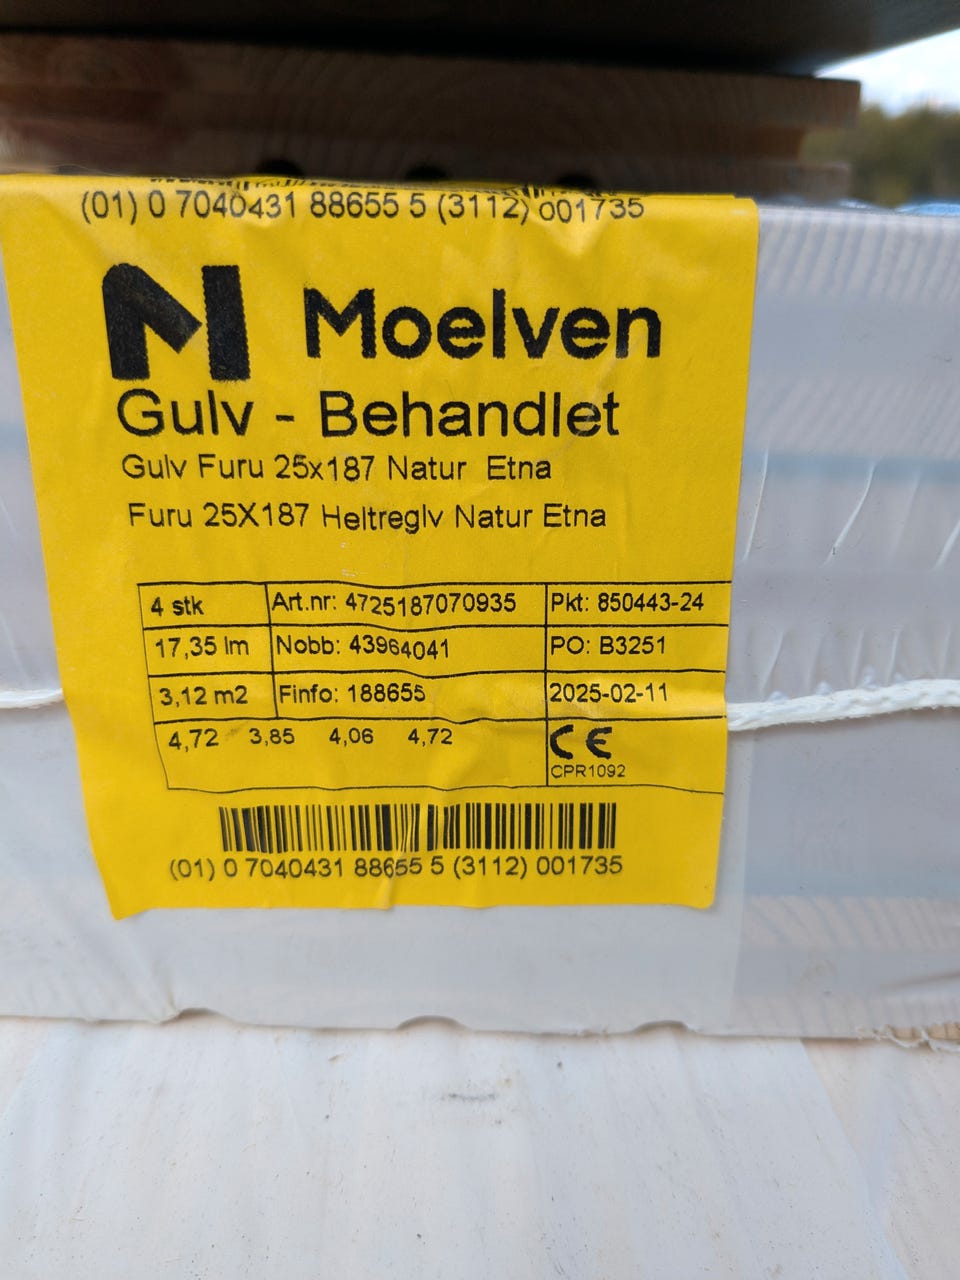 (01) 0 7040431 88655 5 (3112) 001735
Moelven
Gulv - Behandlet
Gulv Furu 25x187 Natur Etna
Furu 25X187 Heltreglv Natur Etna
4 stk Art.nr: 4725187070935 Pkt: 850443-24
17,35 lm Nobb: 43964041 PO: B3251
3,12 m2 Finfo: 188655 2025-02-11
4,72 3,85 4,06 4,72 CE
CPR1092
(01) 0 7040431 88655 5 (3112) 001735